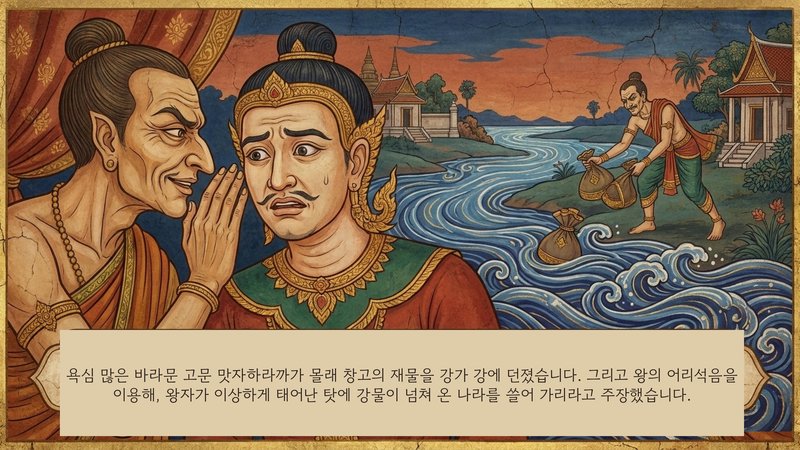 욕심 많은 바라문 고문 맛자하라까가 몰래 창고의 재물을 강가 강에 던졌습니다. 그리고 왕의 어리석음을
이용해, 왕자가 이상하게 태어난 탓에 강물이 넘쳐 온 나라를 쓸어 가리라고 주장했습니다.